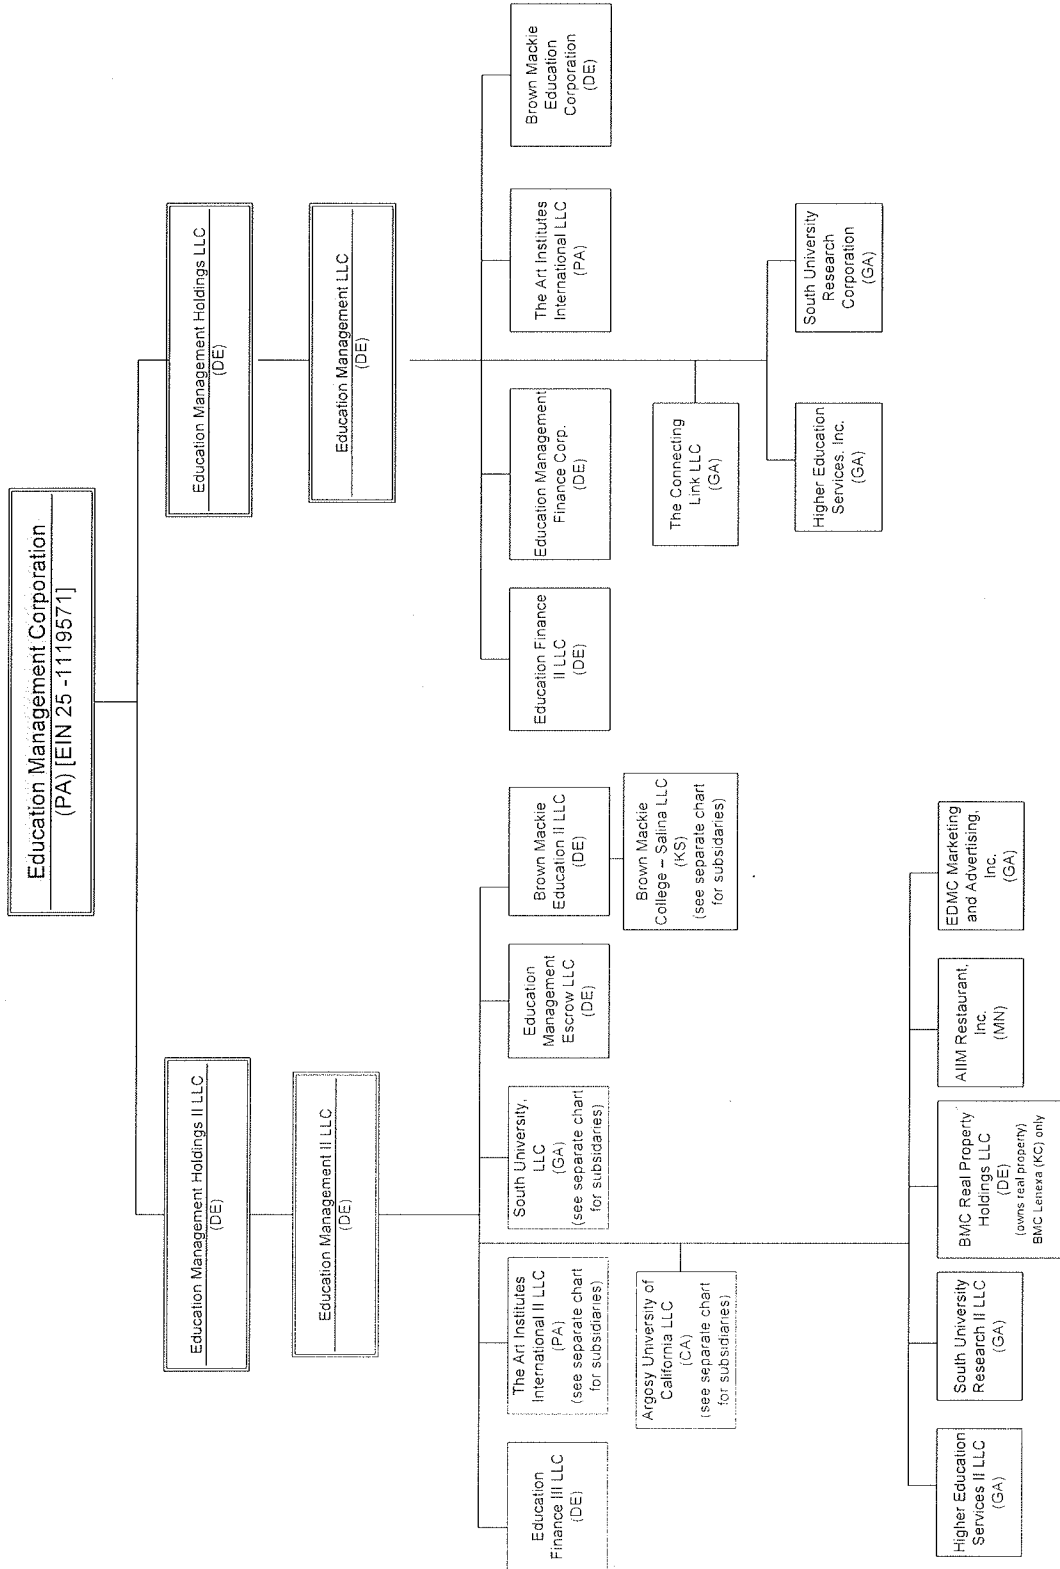 Education Management Corporation
(PA) [EIN 25 -1119571]
Education Management Holdings II LLC
(DE)
Education Management Holdings LLC
(DE)
Education Management II LLC
(DE)
Education Management LLC
(DE)
Education
Finance III LLC
(DE)
The Art Institutes
International II LLC
(PA)
(see separate chart
for subsidiaries)
South University,
LLC
(GA)
(see separate chart
for subsidaries)
Education
Management
Escrow LLC
(DE)
Brown Mackie
Education II LLC
(DE)
Education Finance
II LLC
(DE)
Education Management
Finance Corp.
(DE)
The Art Institutes
International LLC
(PA)
Brown Mackie
Education
Corporation
(DE)
Argosy University of
California LLC
(CA)
(see separate chart
for subsidiaries)
Brown Mackie
College – Salina LLC
(KS)
(see separate chart
for subsidaries)
The Connecting
Link LLC
(GA)
Higher Education
Services, Inc.
(GA)
South University
Research
Corporation
(GA)
Higher Education
Services II LLC
(GA)
South University
Research II LLC
(GA)
BMC Real Property
Holdings LLC
(DE)
(owns real property)
BMC Lenexa (KC) only
AIIM Restaurant,
Inc.
(MN)
EDMC Marketing
and Advertising,
Inc.
(GA)